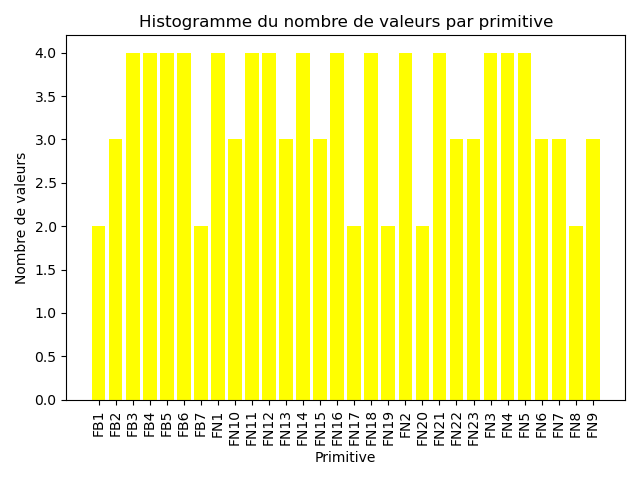 Histogramme du nombre de valeurs par primitive
4.0
3.5
3.0
2.5
2.0
1.5
1.0
0.5
0.0
Nombre de valeurs
FB1 FB2 FB3 FB4 FB5 FB6 FB7 FN1 FN10 FN11 FN12 FN13 FN14 FN15 FN16 FN17 FN18 FN19 FN2 FN20 FN21 FN22 FN23 FN3 FN4 FN5 FN6 FN7 FN8 FN9
Primitive